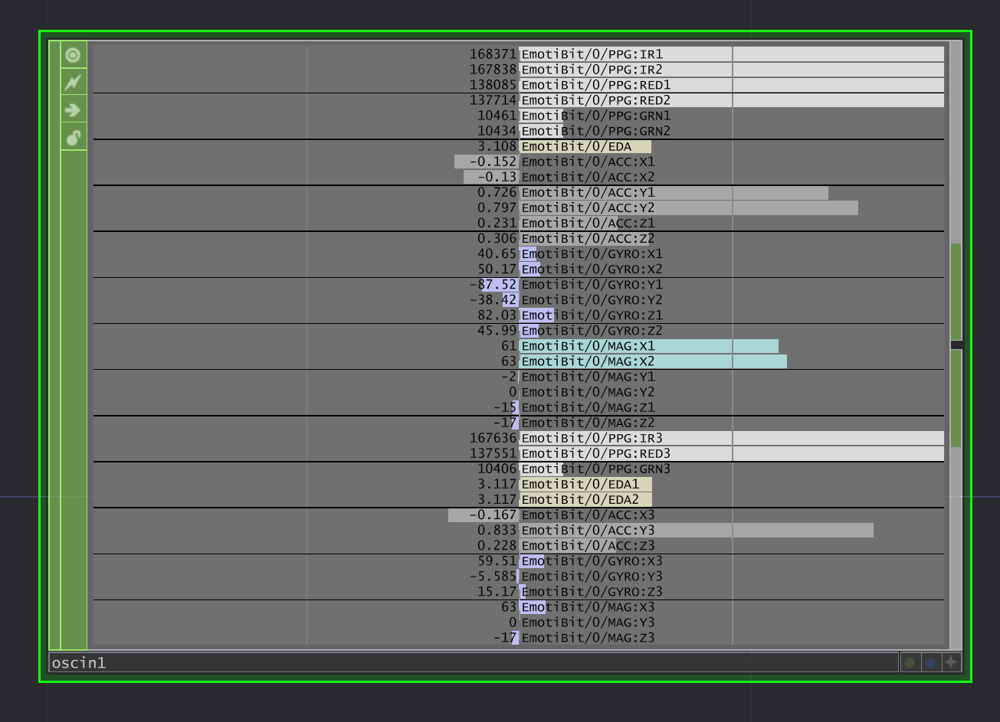 168371 EmotiBit/0/PPG:IR1
167838 EmotiBit/0/PPG:IR2
138085 EmotiBit/0/PPG:RED1
137714 EmotiBit/0/PPG:RED2
10461 EmotiBit/0/PPG:GRN1
10434 EmotiBit/0/PPG:GRN2
3.108 EmotiBit/0/EDA
-0.152 EmotiBit/0/ACC:X1
-0.13 EmotiBit/0/ACC:X2
0.726 EmotiBit/0/ACC:Y1
0.797 EmotiBit/0/ACC:Y2
0.231 EmotiBit/0/ACC:Z1
0.306 EmotiBit/0/ACC:Z2
40.65 EmotiBit/0/GYRO:X1
50.17 EmotiBit/0/GYRO:X2
-87.52 EmotiBit/0/GYRO:Y1
-38.42 EmotiBit/0/GYRO:Y2
82.03 EmotiBit/0/GYRO:Z1
45.99 EmotiBit/0/GYRO:Z2
61 EmotiBit/0/MAG:X1
63 EmotiBit/0/MAG:X2
-2 EmotiBit/0/MAG:Y1
0 EmotiBit/0/MAG:Y2
-15 EmotiBit/0/MAG:Z1
-17 EmotiBit/0/MAG:Z2
167636 EmotiBit/0/PPG:IR3
137551 EmotiBit/0/PPG:RED3
10406 EmotiBit/0/PPG:GRN3
3.117 EmotiBit/0/EDA1
3.117 EmotiBit/0/EDA2
-0.167 EmotiBit/0/ACC:X3
0.833 EmotiBit/0/ACC:Y3
0.228 EmotiBit/0/ACC:Z3
59.51 EmotiBit/0/GYRO:X3
-5.585 EmotiBit/0/GYRO:Y3
15.17 EmotiBit/0/GYRO:Z3
63 EmotiBit/0/MAG:X3
0 EmotiBit/0/MAG:Y3
-17 EmotiBit/0/MAG:Z3
oscin1